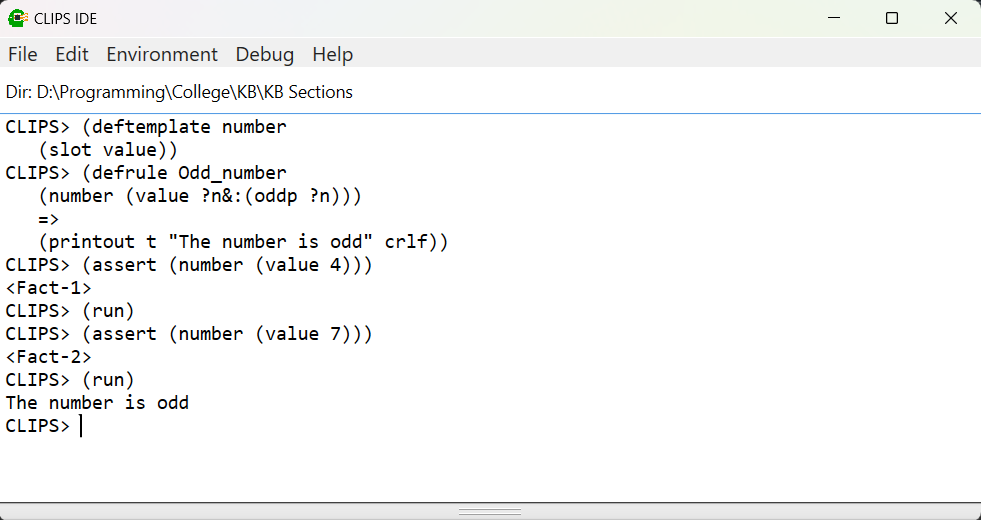 CLIPS IDE
File Edit Environment Debug Help
Dir: D:\Programming\College\KB\KB Sections
CLIPS> (deftemplate number
   (slot value))
CLIPS> (defrule Odd_number
   (number (value ?n&:(oddp ?n)))
   =>
   (printout t "The number is odd" crlf))
CLIPS> (assert (number (value 4)))
<Fact-1>
CLIPS> (run)
CLIPS> (assert (number (value 7)))
<Fact-2>
CLIPS> (run)
The number is odd
CLIPS>